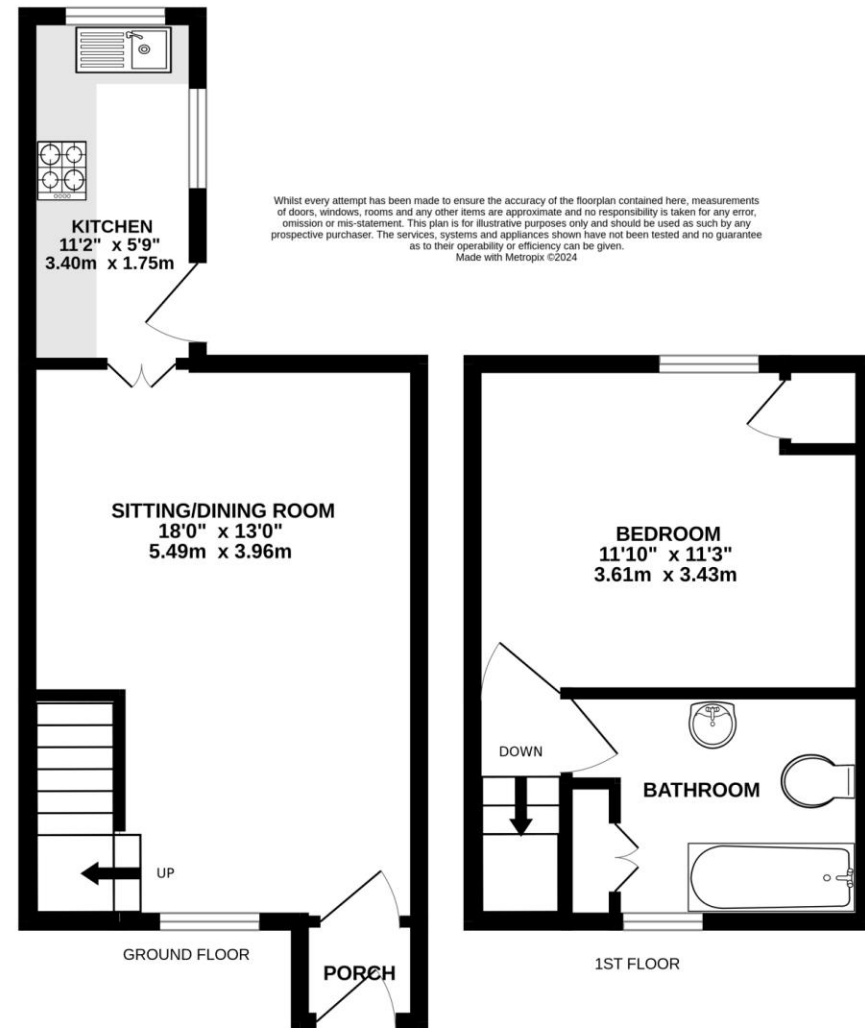 Whilst every attempt has been made to ensure the accuracy of the floorplan contained here, measurements
of doors, windows, rooms and any other items are approximate and no responsibility is taken for any error,
omission or mis-statement. This plan is for illustrative purposes only and should be used as such by any
prospective purchaser. The services, systems and appliances shown have not been tested and no guarantee
as to their operability or efficiency can be given.
Made with Metropix ©2024
KITCHEN
11'2" x 5'9"
3.40m x 1.75m
SITTING/DINING ROOM
18'0" x 13'0"
5.49m x 3.96m
UP
PORCH
GROUND FLOOR
BEDROOM
11'10" x 11'3"
3.61m x 3.43m
DOWN
BATHROOM
1ST FLOOR